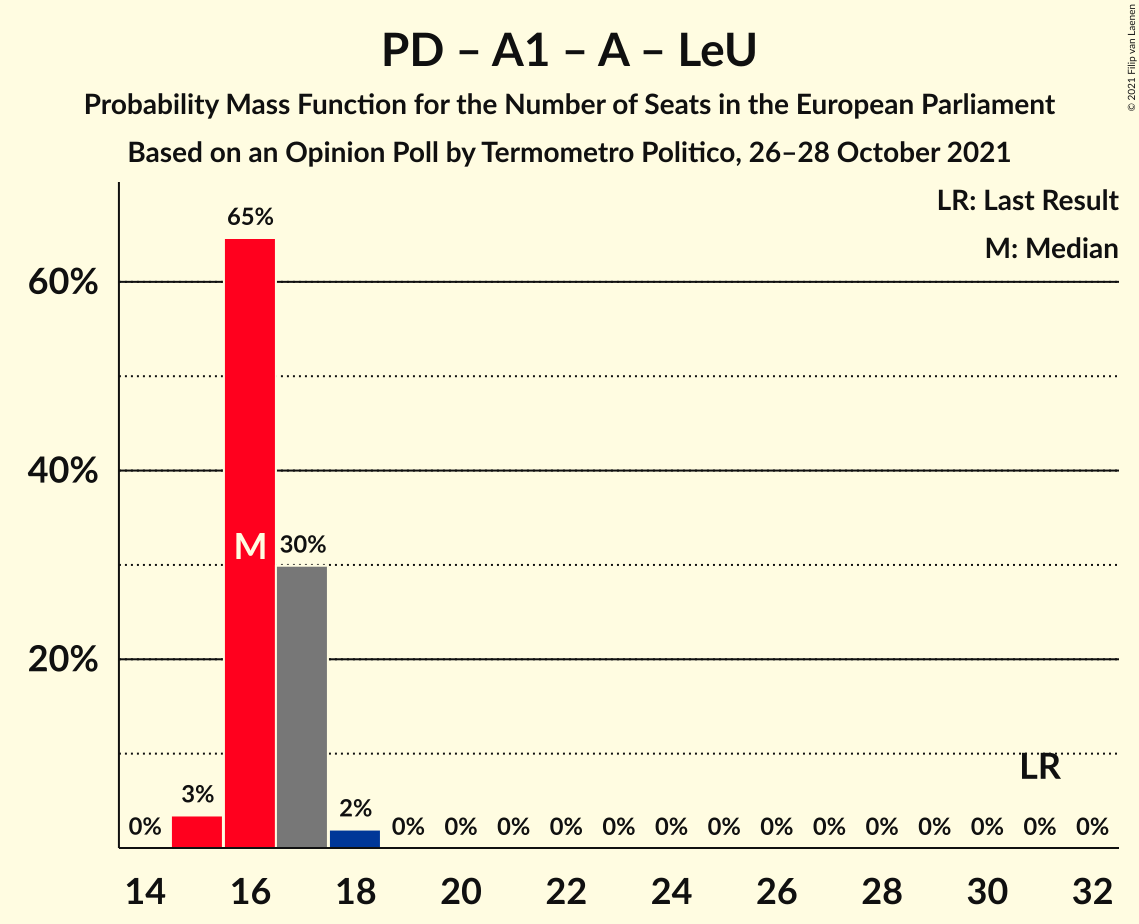 PD – A1 – A – LeU
Probability Mass Function for the Number of Seats in the European Parliament
Based on an Opinion Poll by Termometro Politico, 26–28 October 2021
© 2021 Filip van Laenen
LR: Last Result
M: Median
65%
60%
40%
M
30%
20%
LR
3%
2%
0% 0% 0% 0% 0% 0% 0% 0% 0% 0% 0% 0% 0% 0% 0%
14 16 18 20 22 24 26 28 30 32